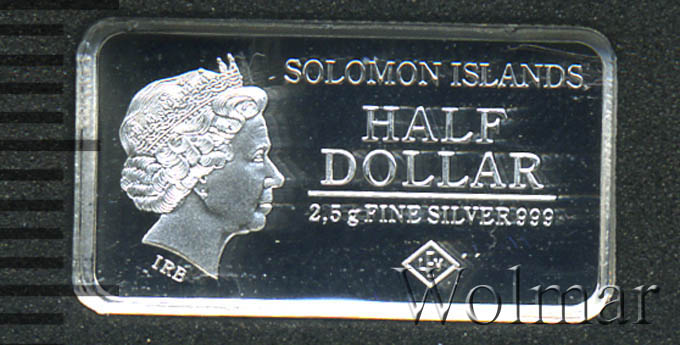 SOLOMON ISLANDS
HALF
DOLLAR
2,5 g FINE SILVER 999
IRB
Wolmar